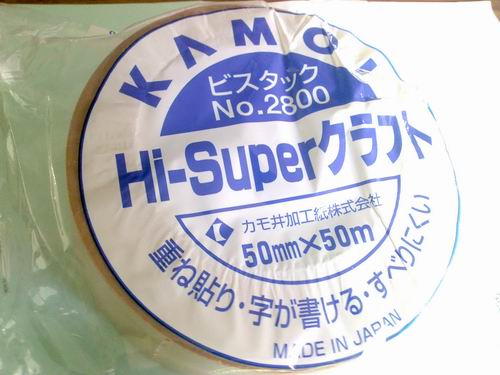 KAMOI
ビスタック
No.2800
Hi-Superクラフト
カモ井加工紙株式会社
50mm×50m
重ね貼り・字が書ける・すべりにくい
MADE IN JAPAN